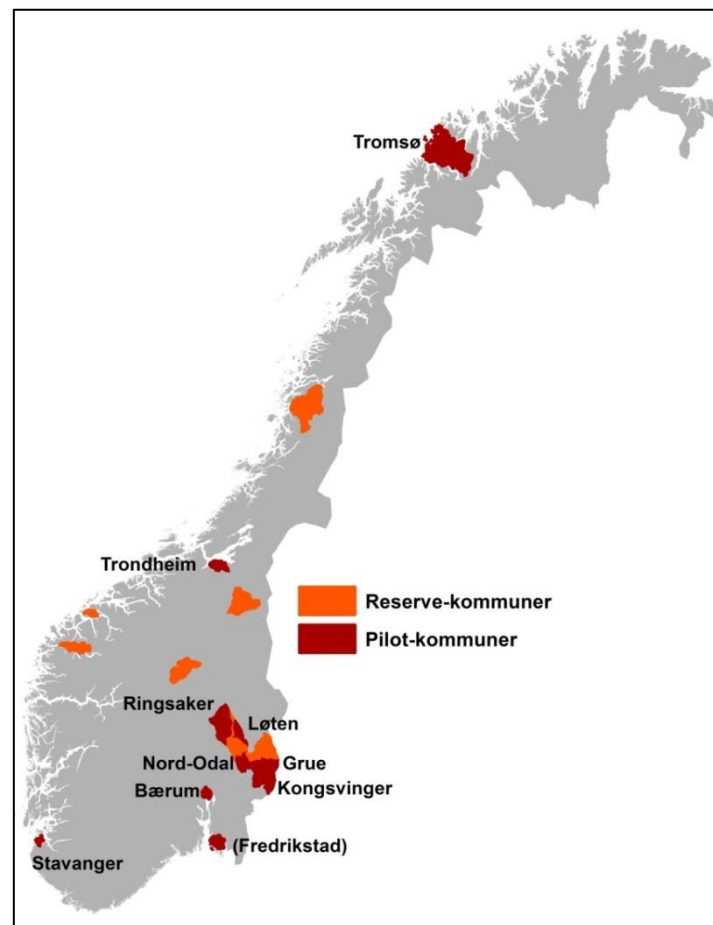 Tromsø
Trondheim
Reserve-kommuner
Pilot-kommuner
Ringsaker
Løten
Nord-Odal
Grue
Kongsvinger
Bærum
(Fredrikstad)
Stavanger